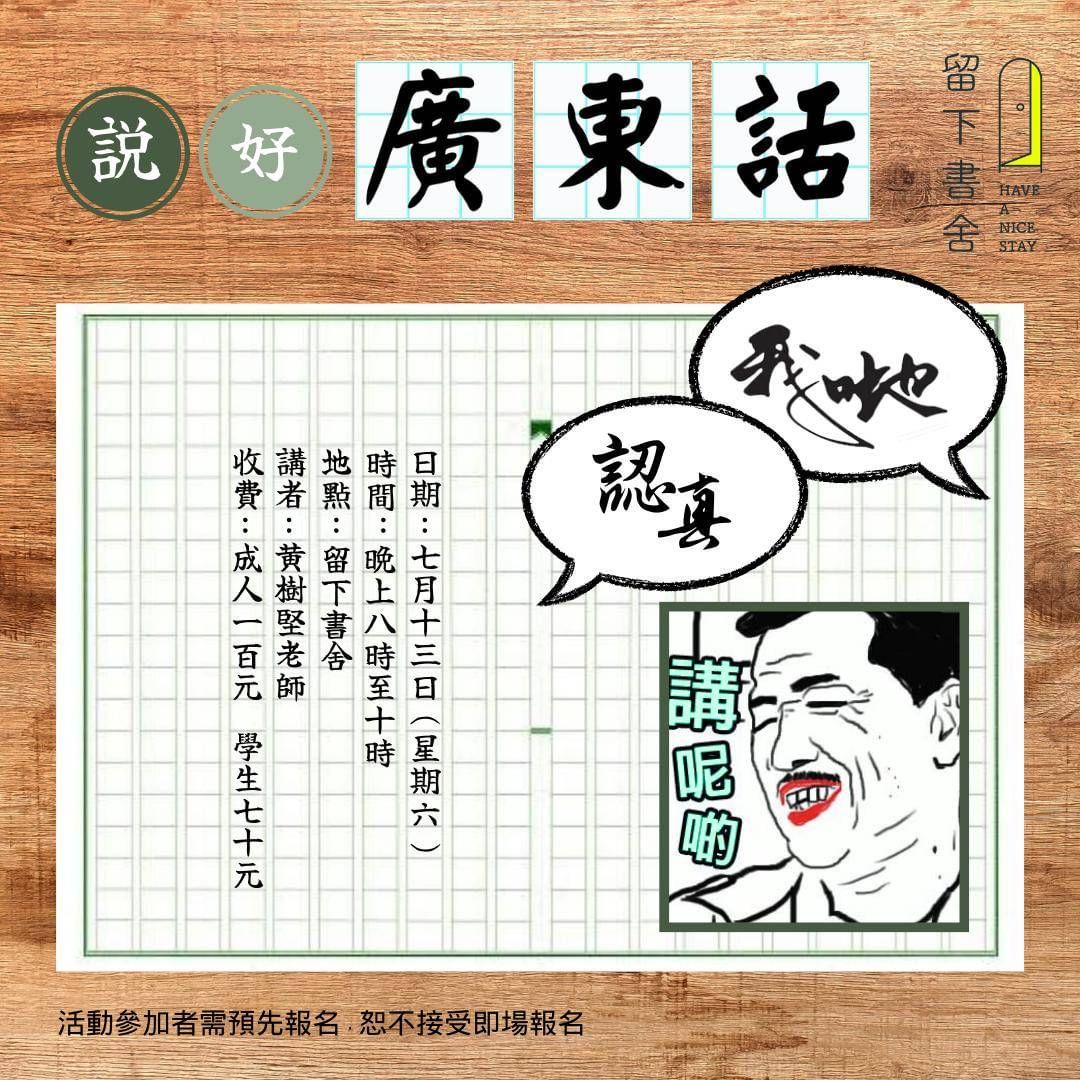 説好廣東話
留下書舍
HAVE
A
NICE
STAY
我哋
認真
講呢啲
日期：七月十三日（星期六）
時間：晚上八時至十時
地點：留下書舍
講者：黃樹堅老師
收費：成人一百元　學生七十元
活動參加者需預先報名，恕不接受即場報名